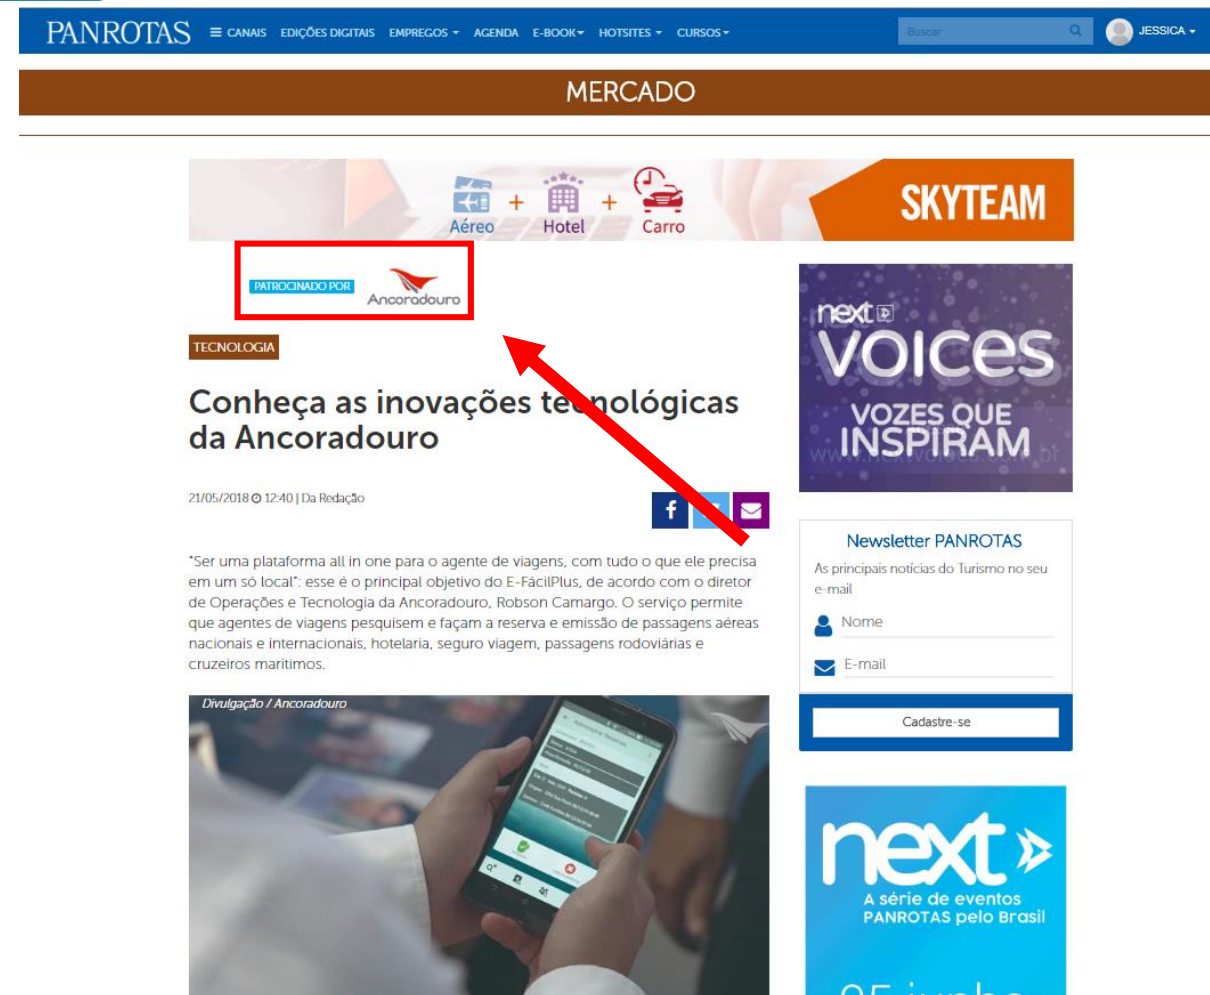 PANROTAS
CANAIS EDIÇÕES DIGITAIS EMPREGOS AGENDA E-BOOK HOTSITES CURSOS
Buscar
JESSICA
MERCADO
Aéreo + Hotel + Carro
SKYTEAM
PATROCINADO POR
Ancoradouro
TECNOLOGIA
Conheça as inovações tecnológicas
da Ancoradouro
21/05/2018 12:40 | Da Redação
"Ser uma plataforma all in one para o agente de viagens, com tudo o que ele precisa
em um só local": esse é o principal objetivo do E-FácilPlus, de acordo com o diretor
de Operações e Tecnologia da Ancoradouro, Robson Camargo. O serviço permite
que agentes de viagens pesquisem e façam a reserva e emissão de passagens aéreas
nacionais e internacionais, hotelaria, seguro viagem, passagens rodoviárias e
cruzeiros marítimos.
Divulgação / Ancoradouro
next
VOICES
VOZES QUE
INSPIRAM
Newsletter PANROTAS
As principais notícias do Turismo no seu
e-mail
Nome
E-mail
Cadastre-se
next
A série de eventos
PANROTAS pelo Brasil
05 junho